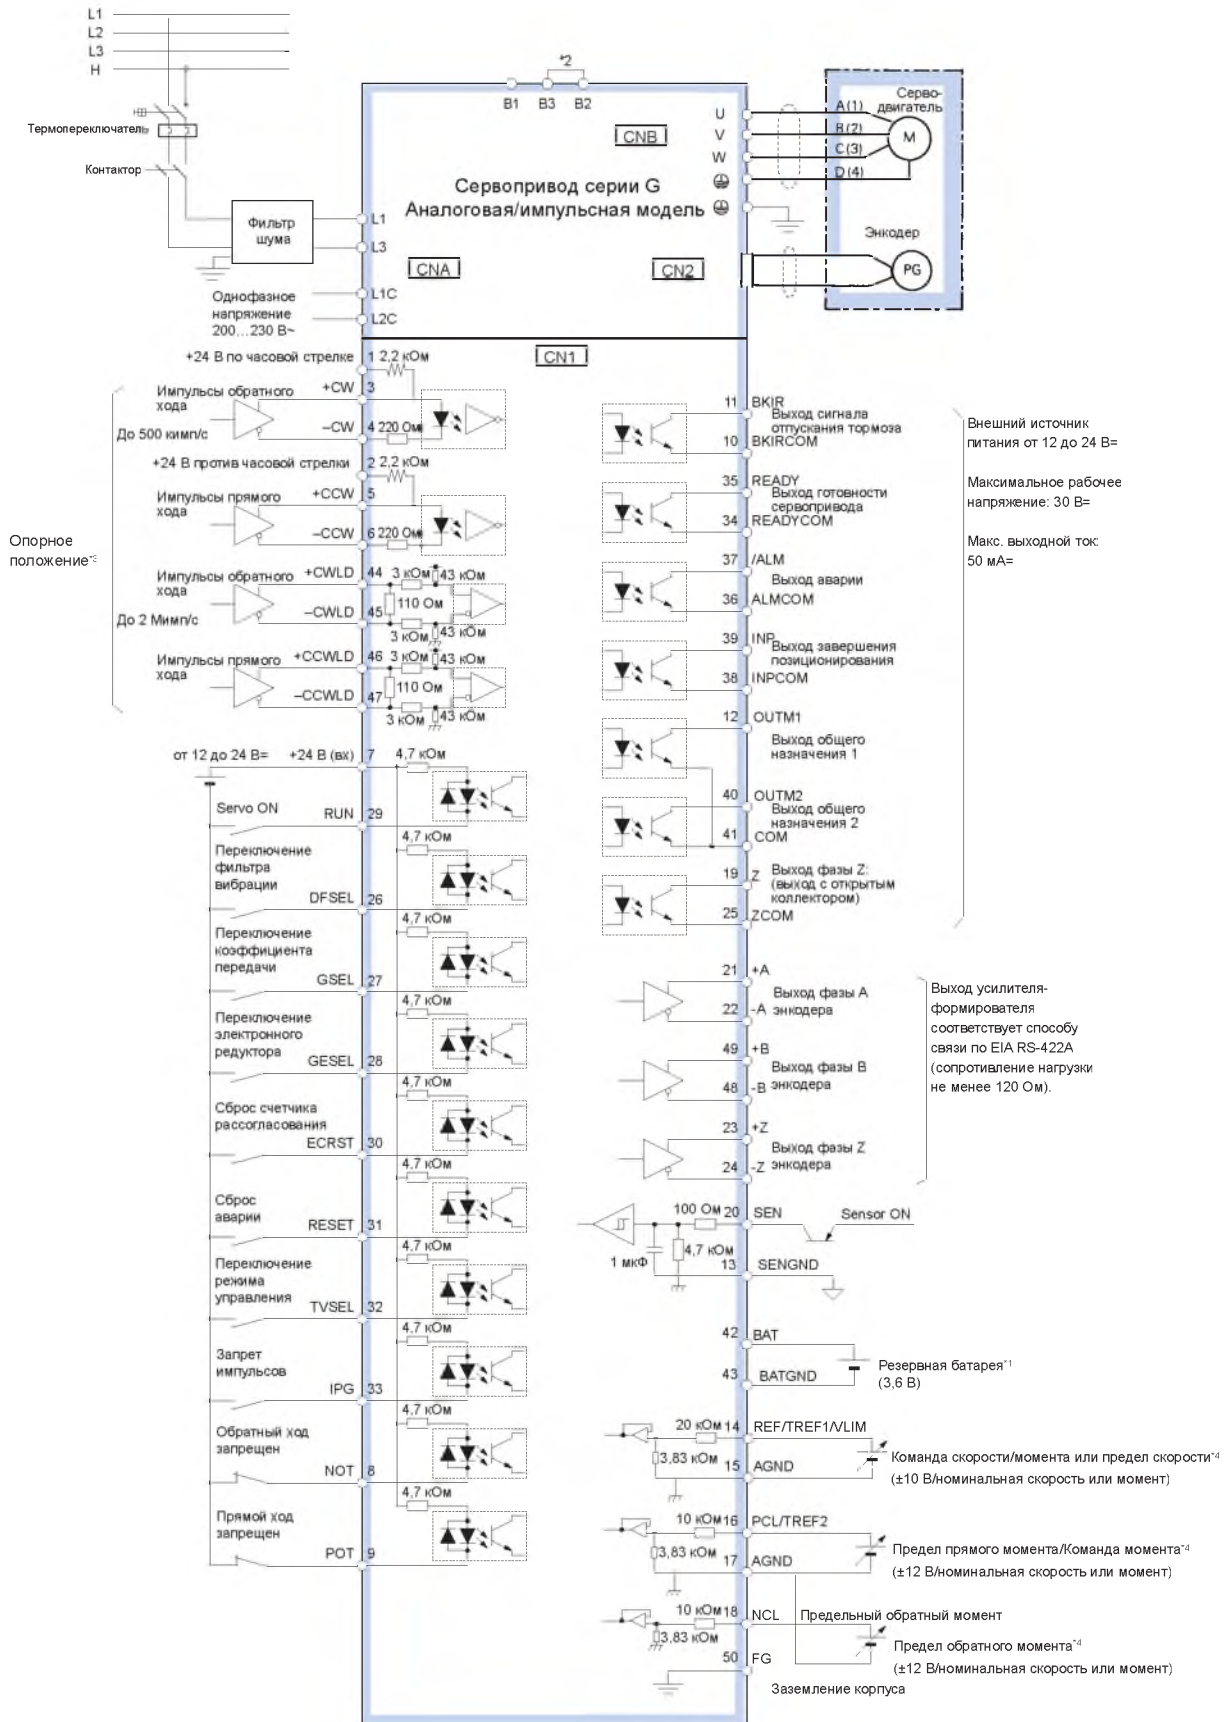 L1
L2
L3
H
Термопереключатель
Контактор
Фильтр
шума
Однофазное
напряжение
200...230 В~
L1
L3
L1C
L2C
*2
B1
B3
B2
CNB
Сервопривод серии G
Аналоговая/импульсная модель
CNA
CN2
U
V
W
A (1)
B (2)
C (3)
D (4)
Серво-
двигатель
M
Энкодер
PG
CN1
+24 В по часовой стрелке 1 2,2 кОм
Импульсы обратного
хода
+CW 3
До 500 кимп/с
–CW 4 220 Ом
+24 В против часовой стрелки 2 2,2 кОм
Импульсы прямого
хода
+CCW 5
–CCW 6 220 Ом
Опорное
положение*3
Импульсы обратного
хода
+CWLD 44 3 кОм 43 кОм
110 Ом
До 2 Мимп/с
–CWLD 45
3 кОм 43 кОм
Импульсы прямого
хода
+CCWLD 46 3 кОм 43 кОм
110 Ом
–CCWLD 47
3 кОм 43 кОм
от 12 до 24 В= +24 В (вх) 7 4,7 кОм
Servo ON
RUN 29
4,7 кОм
Переключение
фильтра
вибрации
DFSEL 26
4,7 кОм
Переключение
коэффициента
передачи
GSEL 27
4,7 кОм
Переключение
электронного
редуктора
GESEL 28
4,7 кОм
Сброс счетчика
рассогласования
ECRST 30
4,7 кОм
Сброс
аварии
RESET 31
4,7 кОм
Переключение
режима
управления
TVSEL 32
4,7 кОм
Запрет
импульсов
IPG 33
4,7 кОм
Обратный ход
запрещен
NOT 8
4,7 кОм
Прямой ход
запрещен
POT 9
11 BKIR
Выход сигнала
отпускания тормоза
10 BKIRCOM
35 READY
Выход готовности
сервопривода
34 READYCOM
37 /ALM
Выход аварии
36 ALMCOM
39 INP
Выход завершения
позиционирования
38 INPCOM
12 OUTM1
Выход общего
назначения 1
40 OUTM2
Выход общего
назначения 2
41 COM
19 Z
Выход фазы Z:
(выход с открытым
коллектором)
25 ZCOM
Внешний источник
питания от 12 до 24 В=
Максимальное рабочее
напряжение: 30 В=
Макс. выходной ток:
50 мА=
21 +A
Выход фазы A
22 -A энкодера
49 +B
Выход фазы B
48 -B энкодера
23 +Z
Выход фазы Z
24 -Z энкодера
Выход усилителя-
формирователя
соответствует способу
связи по EIA RS-422A
(сопротивление нагрузки
не менее 120 Ом).
100 Ом 20 SEN
Sensor ON
4,7 кОм
1 мкФ
13 SENGND
42 BAT
43 BATGND
Резервная батарея*1
(3,6 В)
20 кОм 14 REF/TREF1/VLIM
3,83 кОм
15 AGND
Команда скорости/момента или предел скорости*4
(±10 В/номинальная скорость или момент)
10 кОм 16 PCL/TREF2
3,83 кОм
17 AGND
Предел прямого момента/Команда момента*4
(±12 В/номинальная скорость или момент)
10 кОм 18 NCL Предельный обратный момент
3,83 кОм
Предел обратного момента*4
(±12 В/номинальная скорость или момент)
50 FG
Заземление корпуса